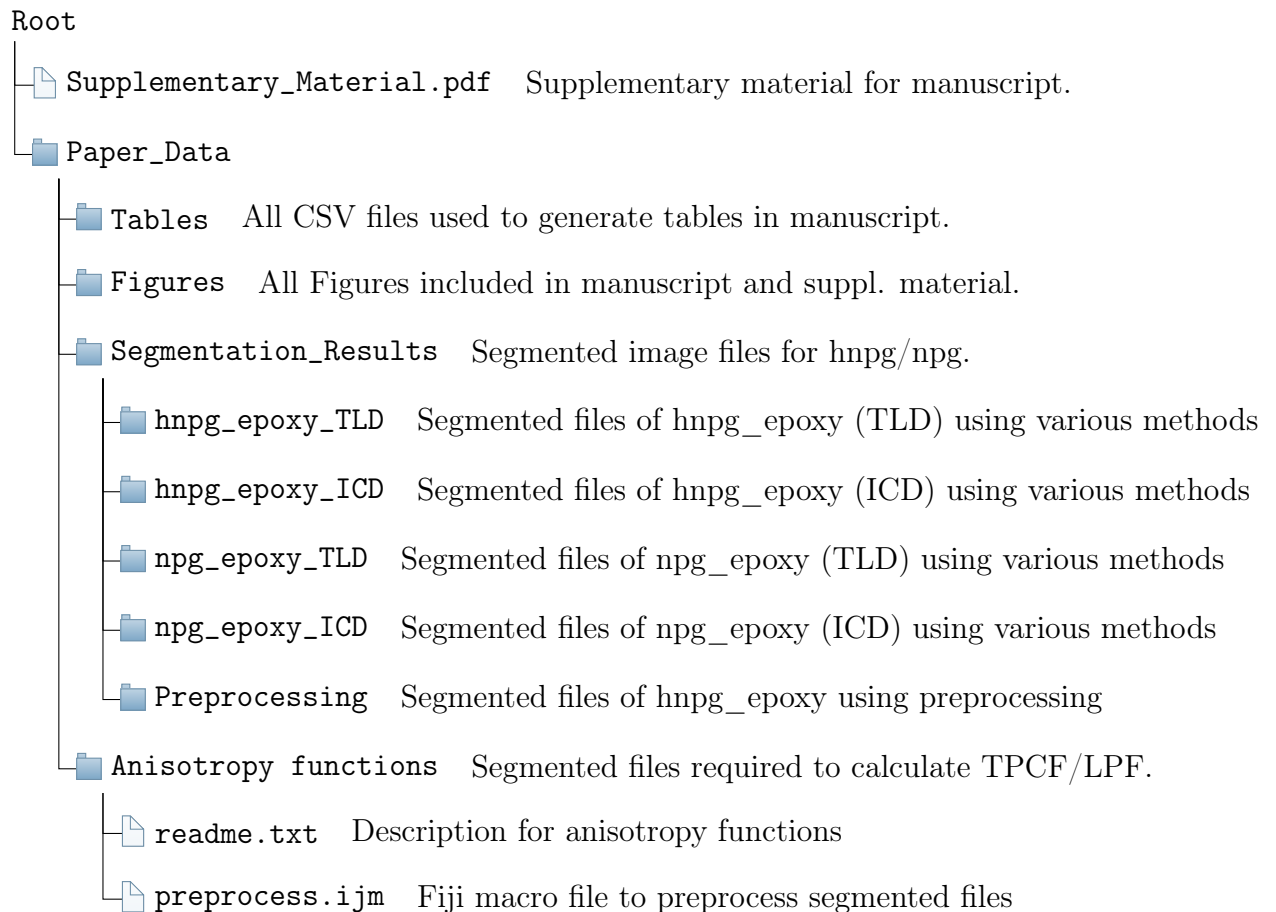 Root
Supplementary_Material.pdf Supplementary material for manuscript.
Paper_Data
Tables All CSV files used to generate tables in manuscript.
Figures All Figures included in manuscript and suppl. material.
Segmentation_Results Segmented image files for hnpg/npg.
hnpg_epoxy_TLD Segmented files of hnpg_epoxy (TLD) using various methods
hnpg_epoxy_ICD Segmented files of hnpg_epoxy (ICD) using various methods
npg_epoxy_TLD Segmented files of npg_epoxy (TLD) using various methods
npg_epoxy_ICD Segmented files of npg_epoxy (ICD) using various methods
Preprocessing Segmented files of hnpg_epoxy using preprocessing
Anisotropy functions Segmented files required to calculate TPCF/LPF.
readme.txt Description for anisotropy functions
preprocess.ijm Fiji macro file to preprocess segmented files